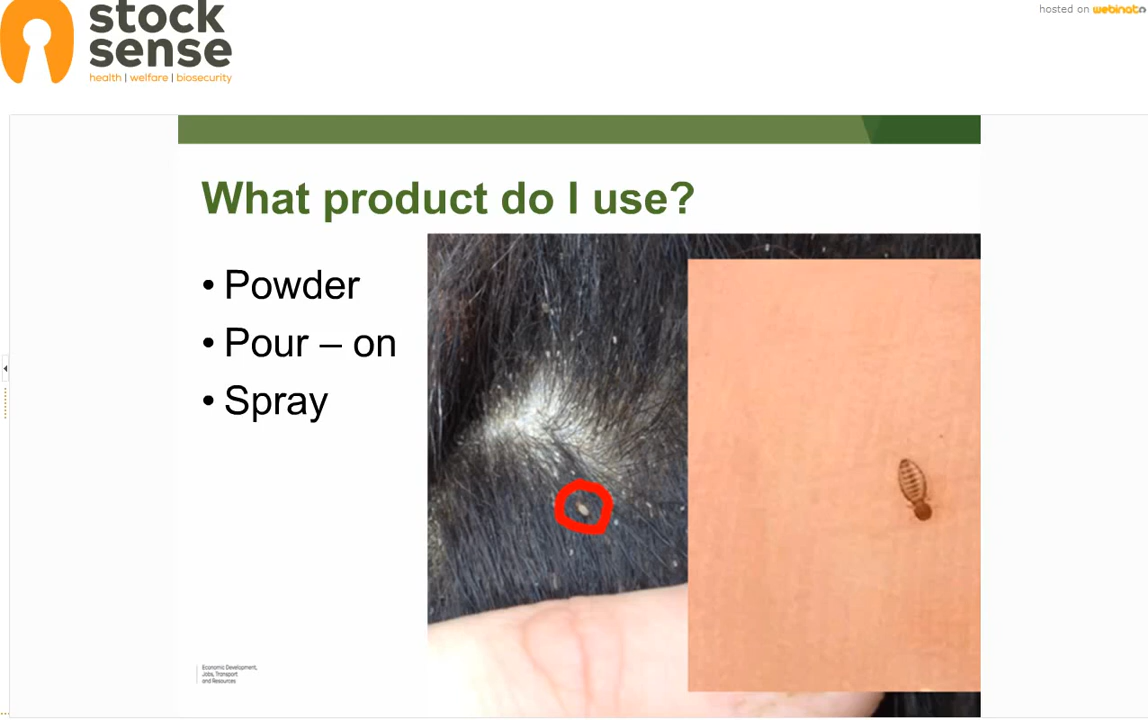 stock
sense
health | welfare | biosecurity
hosted on webinato
What product do I use?
• Powder
• Pour – on
• Spray
Economic Development,
Jobs, Transport
and Resources